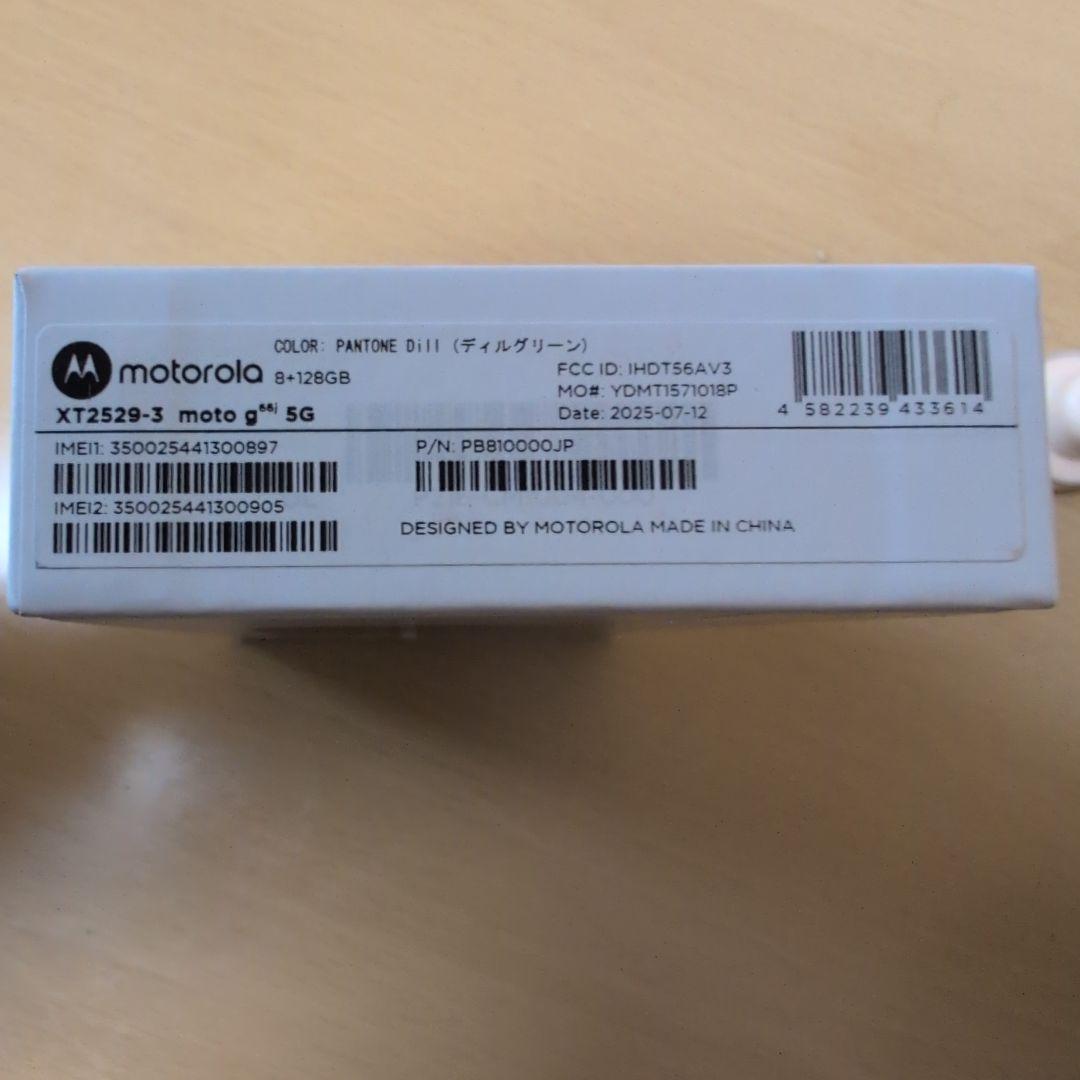 motorola
COLOR: PANTONE Dill (ディルグリーン)
8+128GB
XT2529-3 moto g66j 5G
FCC ID: IHDT56AV3
MO#: YDMT1571018P
Date: 2025-07-12
4 582239 433614
IMEI1: 350025441300897
IMEI2: 350025441300905
P/N: PB810000JP
DESIGNED BY MOTOROLA MADE IN CHINA